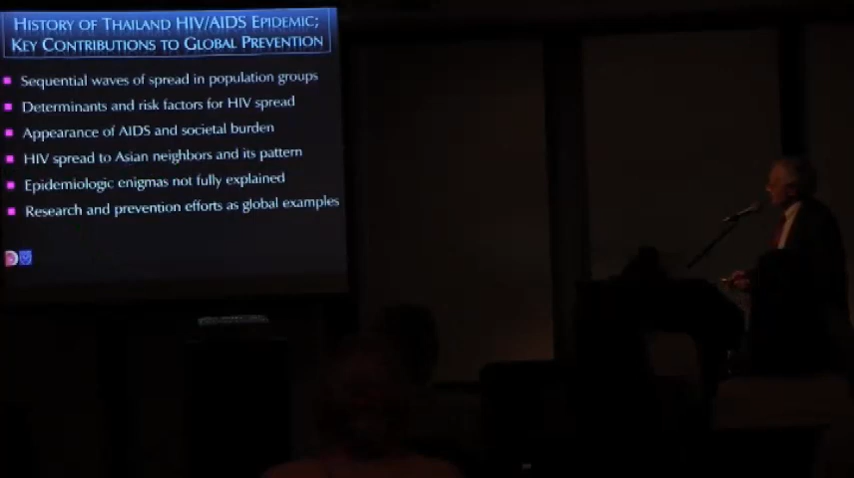 HISTORY OF THAILAND HIV/AIDS EPIDEMIC;
KEY CONTRIBUTIONS TO GLOBAL PREVENTION
Sequential waves of spread in population groups
Determinants and risk factors for HIV spread
Appearance of AIDS and societal burden
HIV spread to Asian neighbors and its pattern
Epidemiologic enigmas not fully explained
Research and prevention efforts as global examples